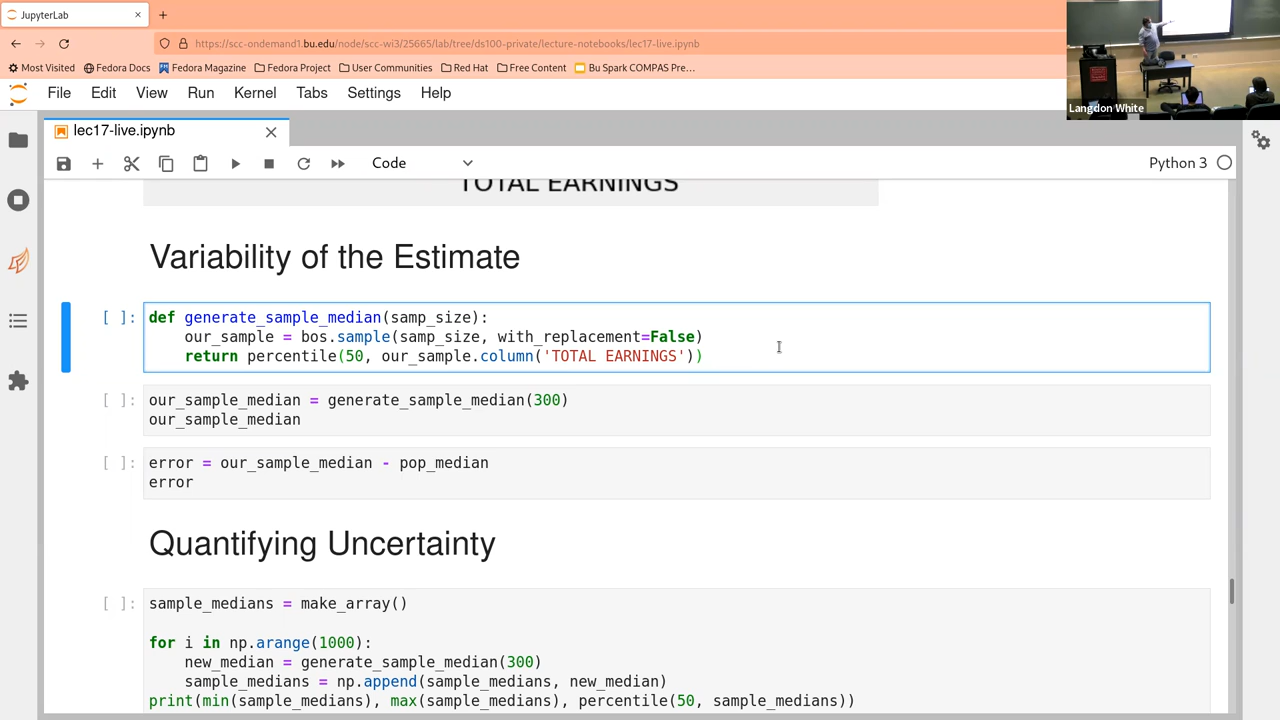 JupyterLab
https://scc-ondemand1.bu.edu/node/scc-wi3/25665/lab/tree/ds100-private/lecture-notebooks/lec17-live.ipynb
Most Visited Fedora Docs Fedora Magazine Fedora Project User Communities Red Hat Free Content Bu Spark COMPAS Pre...
Langdon White
File Edit View Run Kernel Tabs Settings Help
lec17-live.ipynb
Code Python 3
TOTAL EARNINGS
Variability of the Estimate
[ ]: def generate_sample_median(samp_size):
our_sample = bos.sample(samp_size, with_replacement=False)
return percentile(50, our_sample.column('TOTAL EARNINGS'))
[ ]: our_sample_median = generate_sample_median(300)
our_sample_median
[ ]: error = our_sample_median - pop_median
error
Quantifying Uncertainty
[ ]: sample_medians = make_array()
for i in np.arange(1000):
new_median = generate_sample_median(300)
sample_medians = np.append(sample_medians, new_median)
print(min(sample_medians), max(sample_medians), percentile(50, sample_medians))